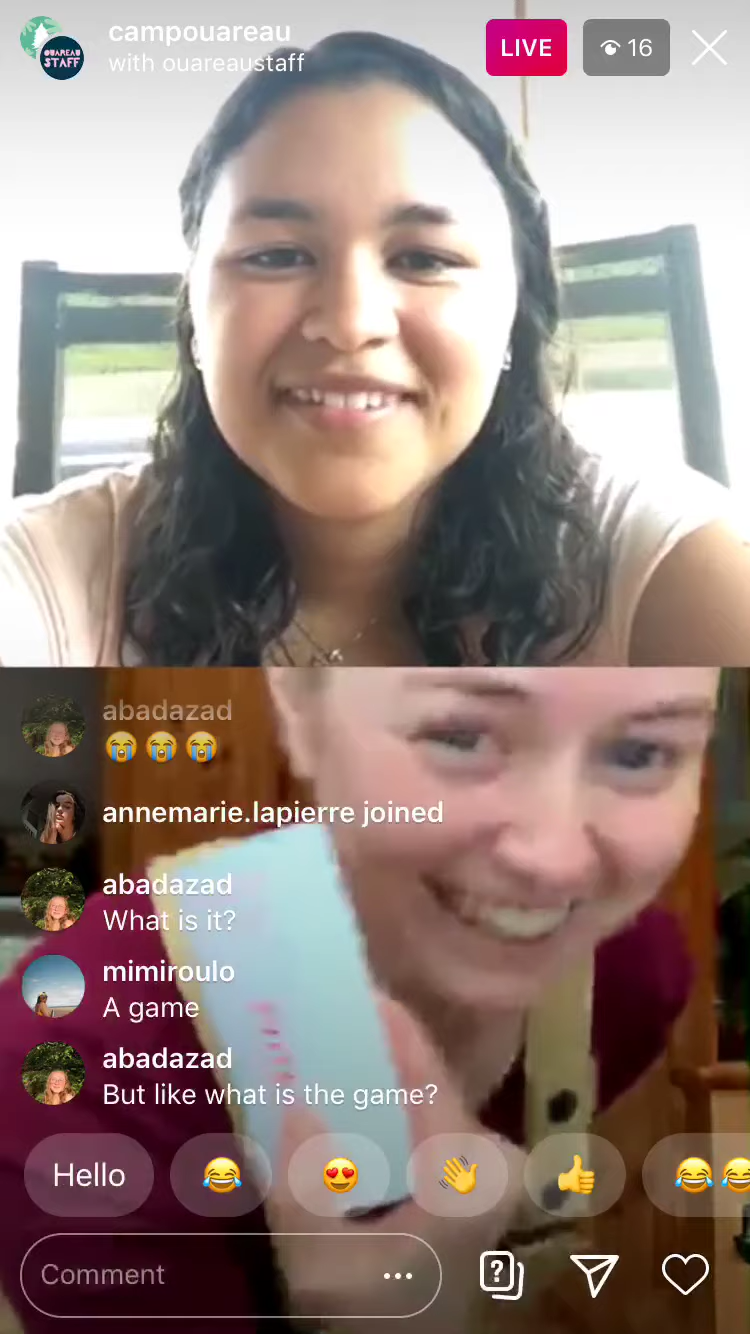 campouareau
with ouareaustaff
OUAREAU
STAFF
LIVE
16
abadazad
😭😭😭
annemarie.lapierre joined
abadazad
What is it?
mimiroulo
A game
abadazad
But like what is the game?
Hello 😂 😍 👋 👍 😂😂
Comment
?